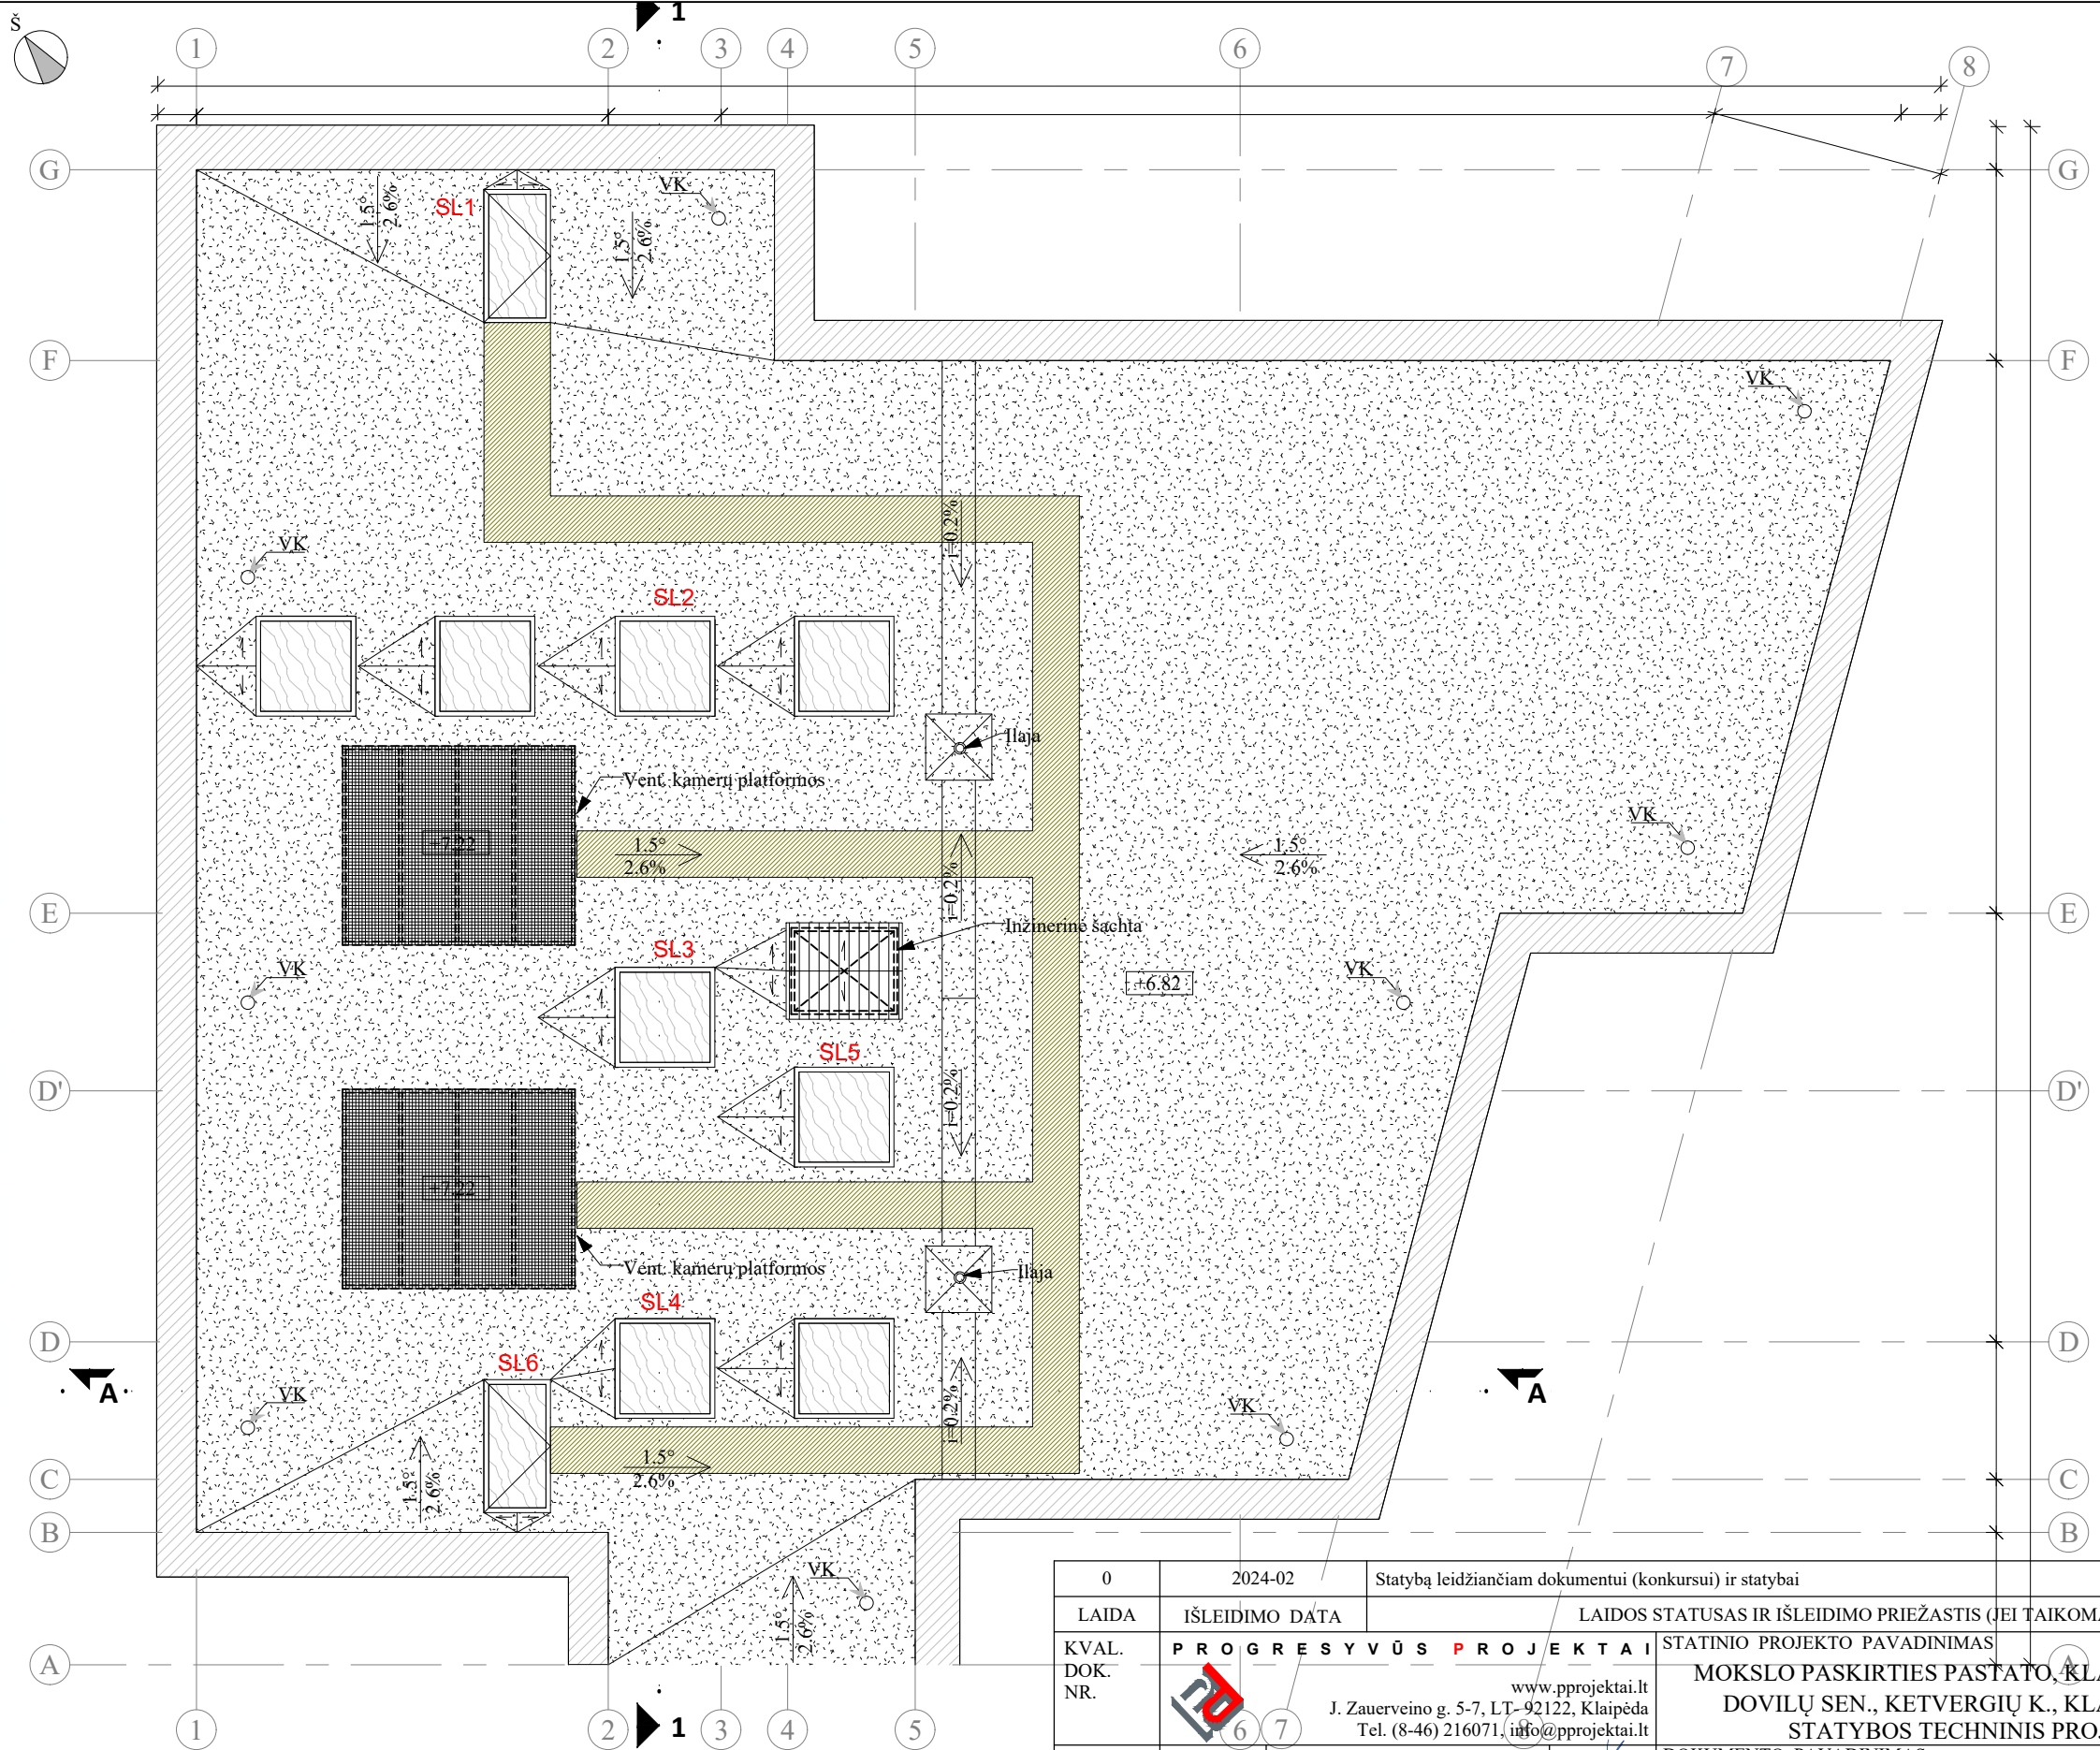 Š
1
1 2 3 4 5 6 7 8
G G
1.5°
2.6%
SL1
VK
1.5°
2.6%
F F
VK
i=0.2%
VK
SL2
Įlaja
Vent. kamerų platformos
VK
+7.22
1.5°
2.6%
1.5°
2.6%
i=0.2%
E E
Inžinerinė šachta
SL3
VK
VK
+6.82
SL5
D' D'
i=0.2%
+7.22
Vent. kamerų platformos
Įlaja
SL4
D D
SL6
A A
VK
i=0.2%
VK
1.5°
2.6%
1.5°
2.6%
C C
B B
VK
1.5°
2.6%
A A
1 2 1 3 4 5 6 7 8
0 2024-02 Statybą leidžiančiam dokumentui (konkursui) ir statybai
LAIDA IŠLEIDIMO DATA LAIDOS STATUSAS IR IŠLEIDIMO PRIEŽASTIS (JEI TAIKOMA
KVAL.
DOK.
NR.
PROGRESYVŪS PROJEKTAI
www.pprojektai.lt
J. Zauerveino g. 5-7, LT- 92122, Klaipėda
Tel. (8-46) 216071, info@pprojektai.lt
STATINIO PROJEKTO PAVADINIMAS
MOKSLO PASKIRTIES PASTATO, KLA
DOVILŲ SEN., KETVERGIŲ K., KLA
STATYBOS TECHNINIS PRO
DOKUMENTO PAVADINIMAS